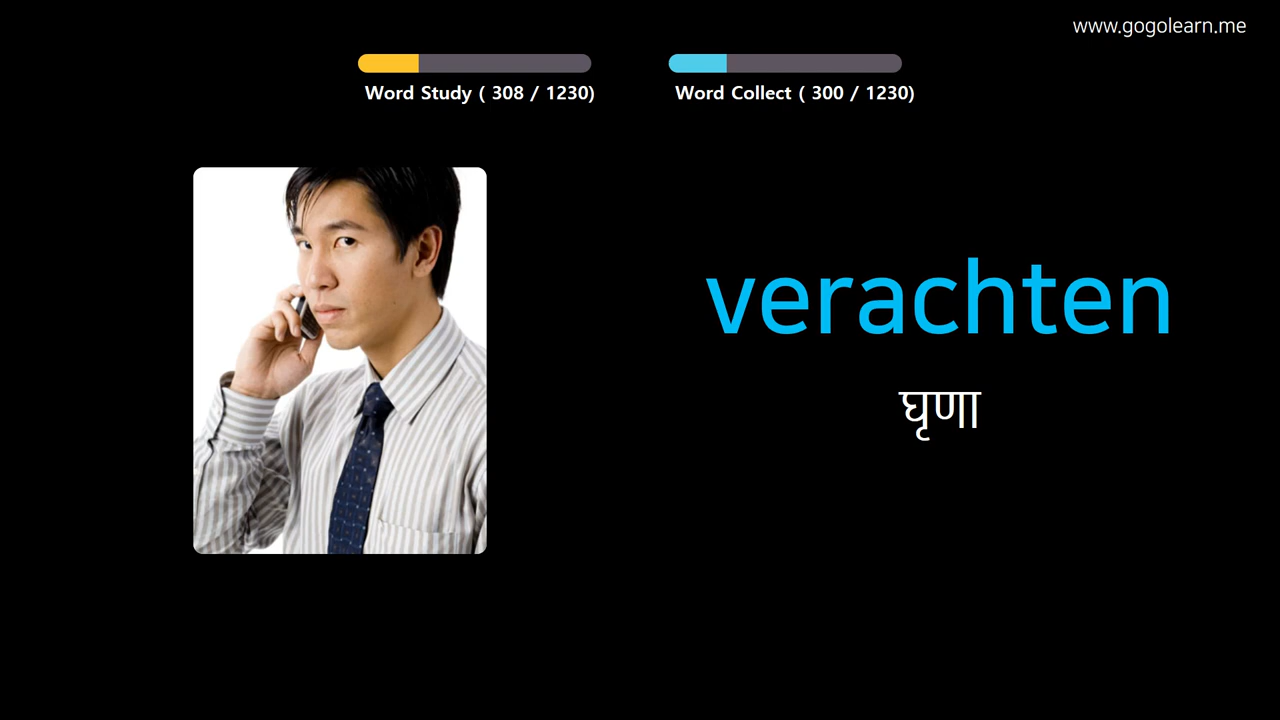 www.gogolearn.me
Word Study ( 308 / 1230)
Word Collect ( 300 / 1230)
verachten
घृणा